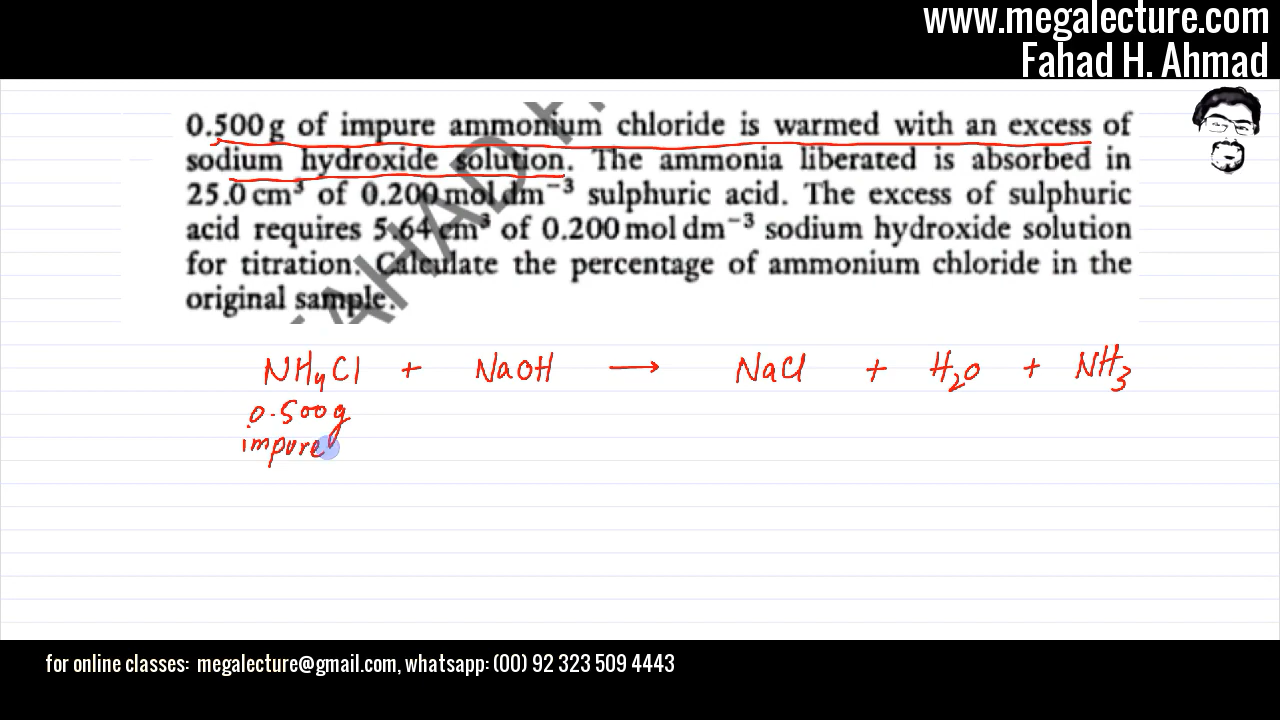 www.megalecture.com
Fahad H. Ahmad
0.500 g of impure ammonium chloride is warmed with an excess of
sodium hydroxide solution. The ammonia liberated is absorbed in
25.0 cm³ of 0.200 mol dm⁻³ sulphuric acid. The excess of sulphuric
acid requires 5.64 cm³ of 0.200 mol dm⁻³ sodium hydroxide solution
for titration. Calculate the percentage of ammonium chloride in the
original sample.
NH₄Cl + NaOH → NaCl + H₂O + NH₃
0.500g
impure
for online classes: megalecture@gmail.com, whatsapp: (00) 92 323 509 4443